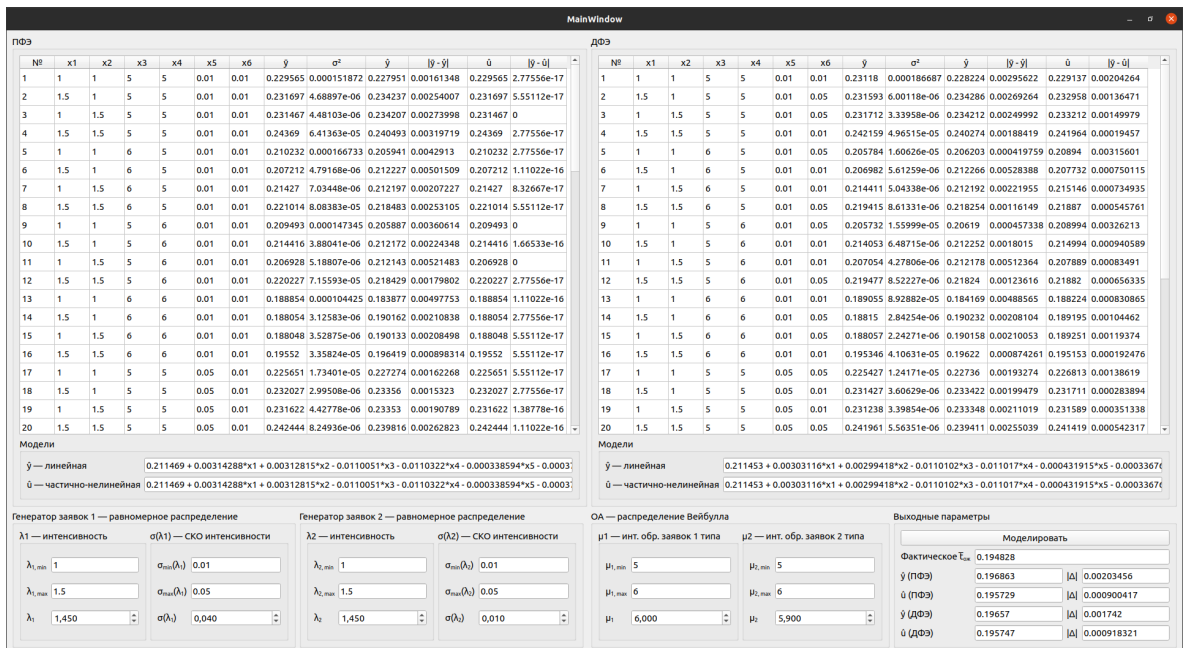 MainWindow
ПФЭ
№ x1 x2 x3 x4 x5 x6 ȳ σ² ŷ |ȳ - ŷ| û |ȳ - û|
1 1 1 5 5 0.01 0.01 0.229565 0.000151872 0.227951 0.00161348 0.229565 2.77556e-17
2 1.5 1 5 5 0.01 0.01 0.231697 4.68897e-06 0.234237 0.00254007 0.231697 5.55112e-17
3 1 1.5 5 5 0.01 0.01 0.231467 4.48103e-06 0.234207 0.00273998 0.231467 0
4 1.5 1.5 5 5 0.01 0.01 0.24369 6.41363e-05 0.240493 0.00319719 0.24369 2.77556e-17
5 1 1 6 5 0.01 0.01 0.210232 0.000166733 0.205941 0.0042913 0.210232 2.77556e-17
6 1.5 1 6 5 0.01 0.01 0.207212 4.79168e-06 0.212227 0.00501509 0.207212 1.11022e-16
7 1 1.5 6 5 0.01 0.01 0.21427 7.03448e-06 0.212197 0.00207227 0.21427 8.32667e-17
8 1.5 1.5 6 5 0.01 0.01 0.221014 8.08383e-05 0.218483 0.00253105 0.221014 5.55112e-17
9 1 1 5 6 0.01 0.01 0.209493 0.000147345 0.205887 0.00360614 0.209493 0
10 1.5 1 5 6 0.01 0.01 0.214416 3.88041e-06 0.212172 0.00224348 0.214416 1.66533e-16
11 1 1.5 5 6 0.01 0.01 0.206928 5.18807e-06 0.212143 0.00521483 0.206928 0
12 1.5 1.5 5 6 0.01 0.01 0.220227 7.15593e-05 0.218429 0.00179802 0.220227 2.77556e-17
13 1 1 6 6 0.01 0.01 0.188854 0.000104425 0.183877 0.00497753 0.188854 1.11022e-16
14 1.5 1 6 6 0.01 0.01 0.188054 3.12583e-06 0.190162 0.00210838 0.188054 2.77556e-17
15 1 1.5 6 6 0.01 0.01 0.188048 3.52875e-06 0.190133 0.00208498 0.188048 5.55112e-17
16 1.5 1.5 6 6 0.01 0.01 0.19552 3.35824e-05 0.196419 0.000898314 0.19552 5.55112e-17
17 1 1 5 5 0.05 0.01 0.225651 1.73401e-05 0.227274 0.00162268 0.225651 5.55112e-17
18 1.5 1 5 5 0.05 0.01 0.232027 2.99508e-06 0.23356 0.0015323 0.232027 2.77556e-17
19 1 1.5 5 5 0.05 0.01 0.231622 4.42778e-06 0.23353 0.00190789 0.231622 1.38778e-16
20 1.5 1.5 5 5 0.05 0.01 0.242444 8.24936e-06 0.239816 0.00262823 0.242444 1.11022e-16
Модели
ŷ — линейная 0.211469 + 0.00314288*x1 + 0.00312815*x2 - 0.0110051*x3 - 0.0110322*x4 - 0.000338594*x5 - 0.0003
û — частично-нелинейная 0.211469 + 0.00314288*x1 + 0.00312815*x2 - 0.0110051*x3 - 0.0110322*x4 - 0.000338594*x5 - 0.0003
ДФЭ
№ x1 x2 x3 x4 x5 x6 ȳ σ² ŷ |ȳ - ŷ| û |ȳ - û|
1 1 1 5 5 0.01 0.01 0.23118 0.000186687 0.228224 0.00295622 0.229137 0.00204264
2 1.5 1 5 5 0.01 0.05 0.231593 6.00118e-06 0.234286 0.00269264 0.232958 0.00136471
3 1 1.5 5 5 0.01 0.05 0.231712 3.33958e-06 0.234212 0.00249992 0.233212 0.00149979
4 1.5 1.5 5 5 0.01 0.01 0.242159 4.96515e-05 0.240274 0.00188419 0.241964 0.00019457
5 1 1 6 5 0.01 0.05 0.205784 1.60626e-05 0.206203 0.000419759 0.20894 0.00315601
6 1.5 1 6 5 0.01 0.01 0.206982 5.61259e-06 0.212266 0.00528388 0.207732 0.000750115
7 1 1.5 6 5 0.01 0.01 0.214411 5.04338e-06 0.212192 0.00221955 0.215146 0.000734935
8 1.5 1.5 6 5 0.01 0.05 0.219415 8.61331e-06 0.218254 0.00116149 0.21887 0.000545761
9 1 1 5 6 0.01 0.05 0.205732 1.55999e-05 0.20619 0.000457338 0.208994 0.00326213
10 1.5 1 5 6 0.01 0.01 0.214053 6.48715e-06 0.212252 0.0018015 0.214994 0.000940589
11 1 1.5 5 6 0.01 0.01 0.207054 4.27806e-06 0.212178 0.00512364 0.207889 0.00083491
12 1.5 1.5 5 6 0.01 0.05 0.219477 8.52227e-06 0.21824 0.00123616 0.21882 0.000656335
13 1 1 6 6 0.01 0.01 0.189055 8.92882e-05 0.184169 0.00488565 0.188224 0.000830865
14 1.5 1 6 6 0.01 0.05 0.18815 2.84254e-06 0.190232 0.00208104 0.189195 0.00104462
15 1 1.5 6 6 0.01 0.05 0.188057 2.24271e-06 0.190158 0.00210053 0.189251 0.00119374
16 1.5 1.5 6 6 0.01 0.01 0.195346 4.10631e-05 0.19622 0.000874261 0.195153 0.000192476
17 1 1 5 5 0.05 0.05 0.225427 1.24171e-05 0.22736 0.00193274 0.226813 0.00138619
18 1.5 1 5 5 0.05 0.01 0.231427 3.60629e-06 0.233422 0.00199479 0.231711 0.000283894
19 1 1.5 5 5 0.05 0.01 0.231238 3.39854e-06 0.233348 0.00211019 0.231589 0.000351338
20 1.5 1.5 5 5 0.05 0.05 0.241961 5.56351e-06 0.239411 0.00255039 0.241419 0.000542317
Модели
ŷ — линейная 0.211453 + 0.00303116*x1 + 0.00299418*x2 - 0.0110102*x3 - 0.011017*x4 - 0.000431915*x5 - 0.0003367
û — частично-нелинейная 0.211453 + 0.00303116*x1 + 0.00299418*x2 - 0.0110102*x3 - 0.011017*x4 - 0.000431915*x5 - 0.0003367
Генератор заявок 1 — равномерное распределение
λ1 — интенсивность σ(λ1) — СКО интенсивности
λ₁, min 1 σmin(λ₁) 0.01
λ₁, max 1.5 σmax(λ₁) 0.05
λ₁ 1,450 σ(λ₁) 0,040
Генератор заявок 2 — равномерное распределение
λ2 — интенсивность σ(λ2) — СКО интенсивности
λ₂, min 1 σmin(λ₂) 0.01
λ₂, max 1.5 σmax(λ₂) 0.05
λ₂ 1,450 σ(λ₂) 0,010
ОА — распределение Вейбулла
μ1 — инт. обр. заявок 1 типа μ2 — инт. обр. заявок 2 типа
μ₁, min 5 μ₂, min 5
μ₁, max 6 μ₂, max 6
μ₁ 6,000 μ₂ 5,900
Выходные параметры
Моделировать
Фактическое t̅ож 0.194828
ŷ (ПФЭ) 0.196863 |Δ| 0.00203456
û (ПФЭ) 0.195729 |Δ| 0.000900417
ŷ (ДФЭ) 0.19657 |Δ| 0.001742
û (ДФЭ) 0.195747 |Δ| 0.000918321